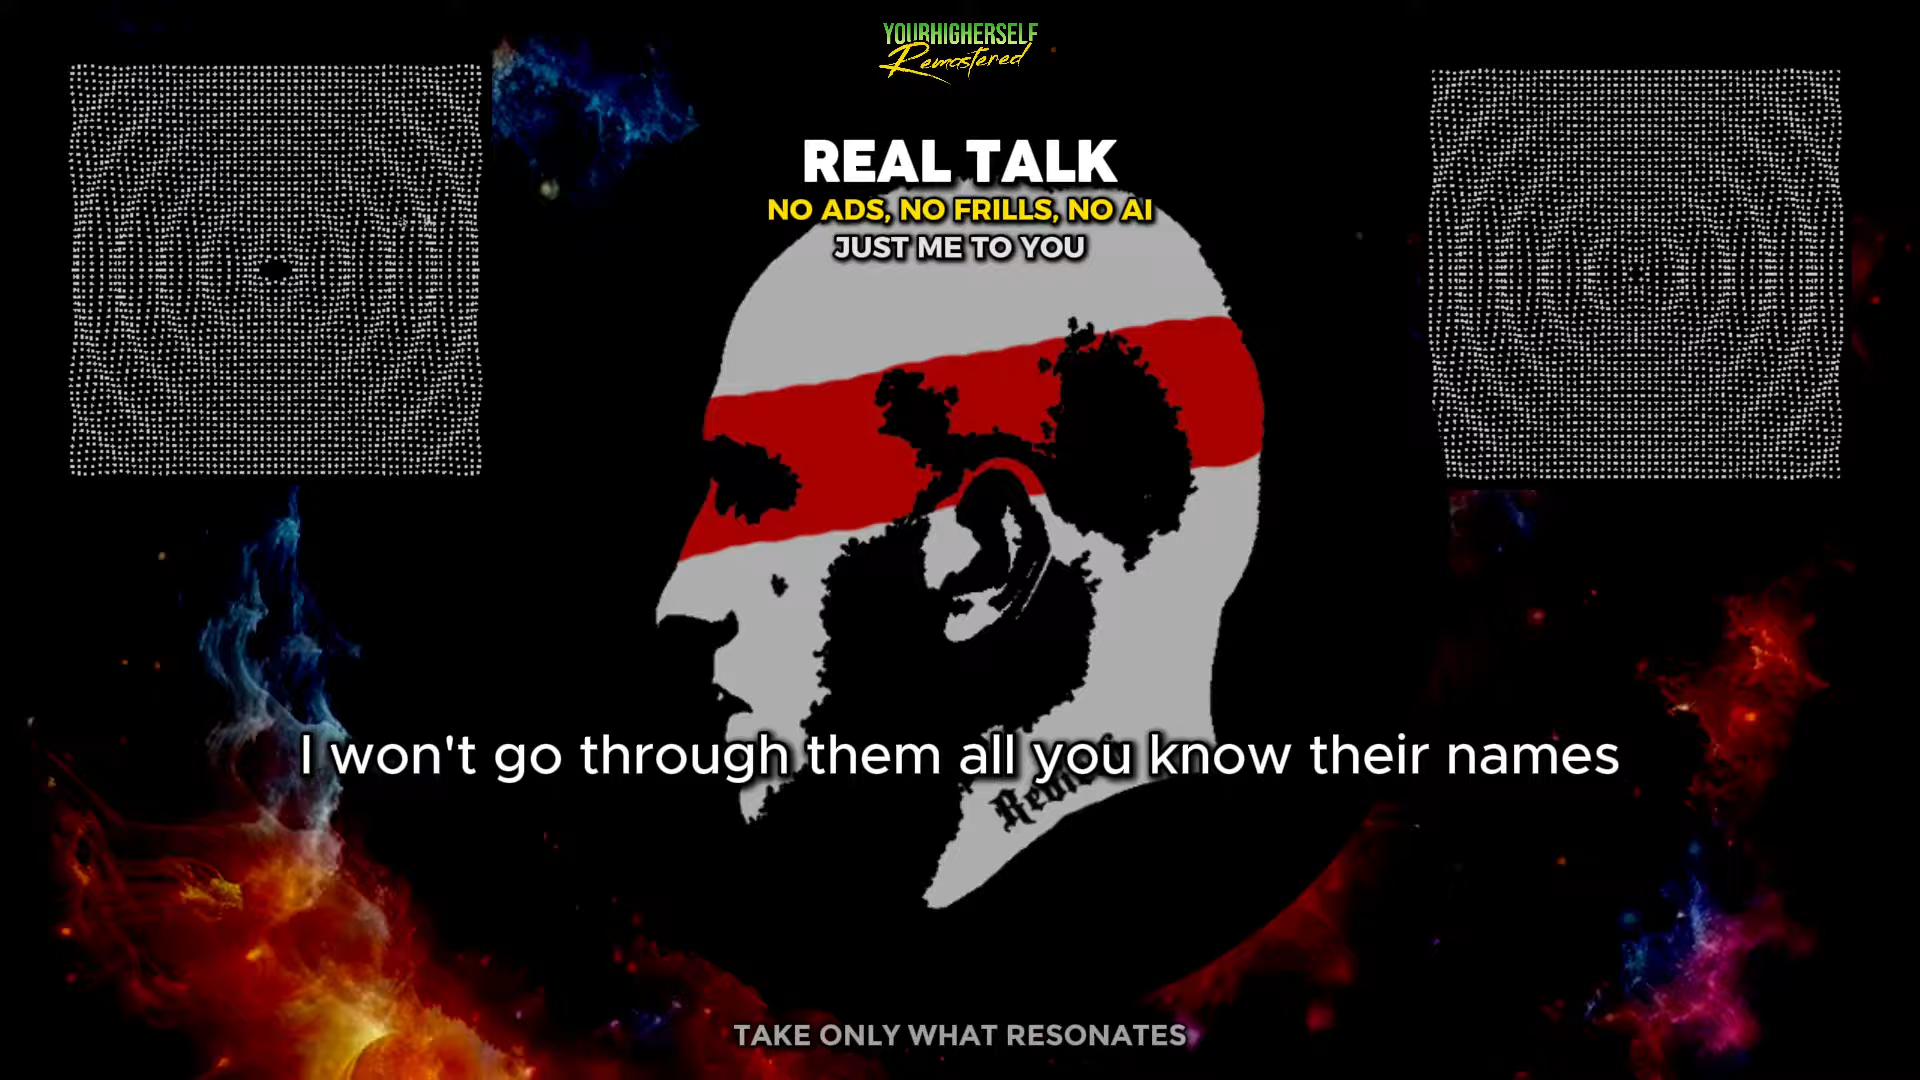 YOURHIGHERSELF
Remastered
REAL TALK
NO ADS, NO FRILLS, NO AI
JUST ME TO YOU
I won't go through them all you know their names
TAKE ONLY WHAT RESONATES